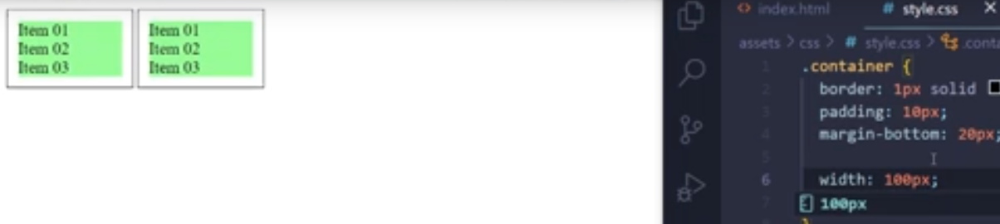 Item 01
Item 02
Item 03
Item 01
Item 02
Item 03
index.html
# style.css
assets > css > # style.css > .conta
1 .container {
2 border: 1px solid
3 padding: 10px;
4 margin-bottom: 20px;
5
6 width: 100px;
7 100px
}